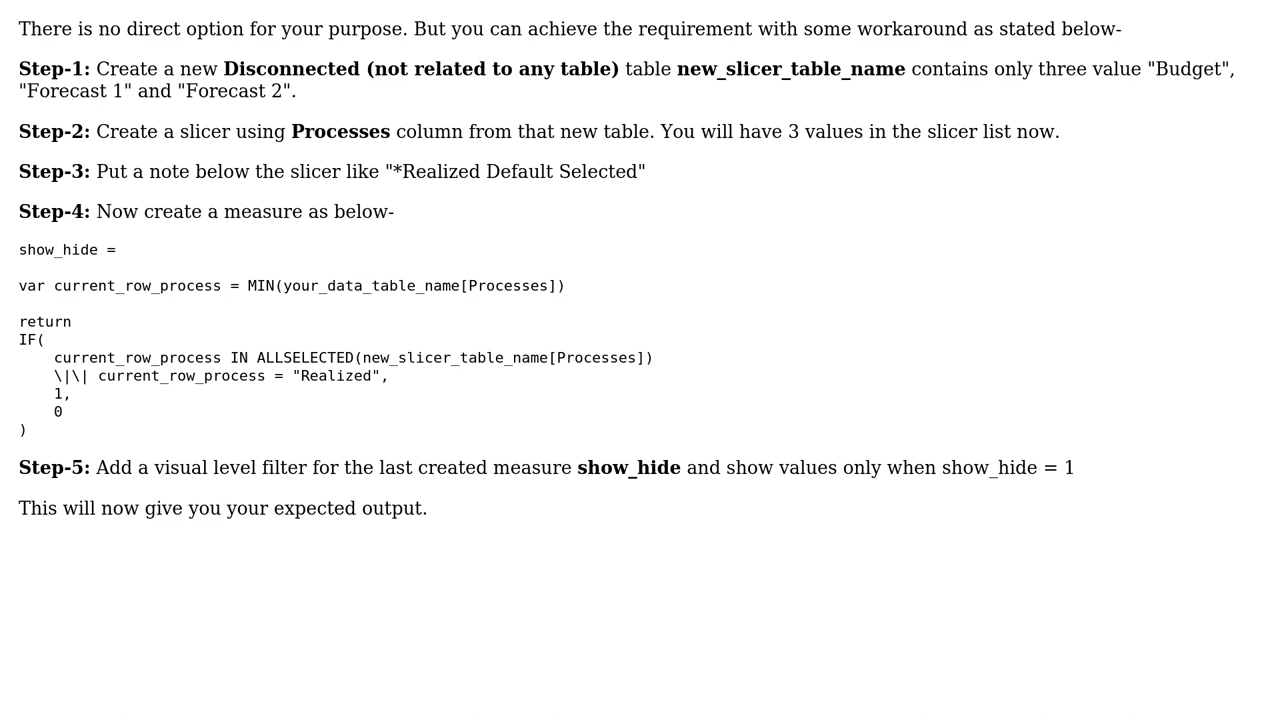 There is no direct option for your purpose. But you can achieve the requirement with some workaround as stated below-
Step-1: Create a new Disconnected (not related to any table) table new_slicer_table_name contains only three value "Budget",
"Forecast 1" and "Forecast 2".
Step-2: Create a slicer using Processes column from that new table. You will have 3 values in the slicer list now.
Step-3: Put a note below the slicer like "*Realized Default Selected"
Step-4: Now create a measure as below-
show_hide =
var current_row_process = MIN(your_data_table_name[Processes])
return
IF(
    current_row_process IN ALLSELECTED(new_slicer_table_name[Processes])
    \|\| current_row_process = "Realized",
    1,
    0
)
Step-5: Add a visual level filter for the last created measure show_hide and show values only when show_hide = 1
This will now give you your expected output.